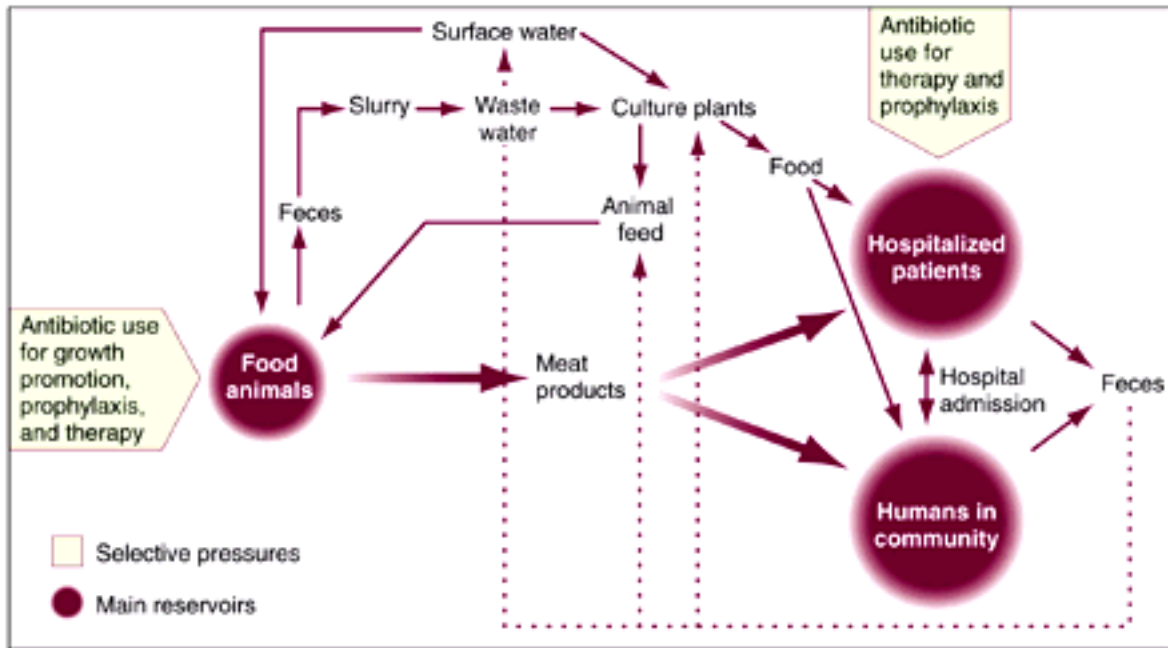 Surface water
Antibiotic
use for
therapy and
prophylaxis
Slurry
Waste
water
Culture plants
Food
Feces
Animal
feed
Hospitalized
patients
Antibiotic use
for growth
promotion,
prophylaxis,
and therapy
Food
animals
Meat
products
Hospital
admission
Feces
Humans in
community
Selective pressures
Main reservoirs